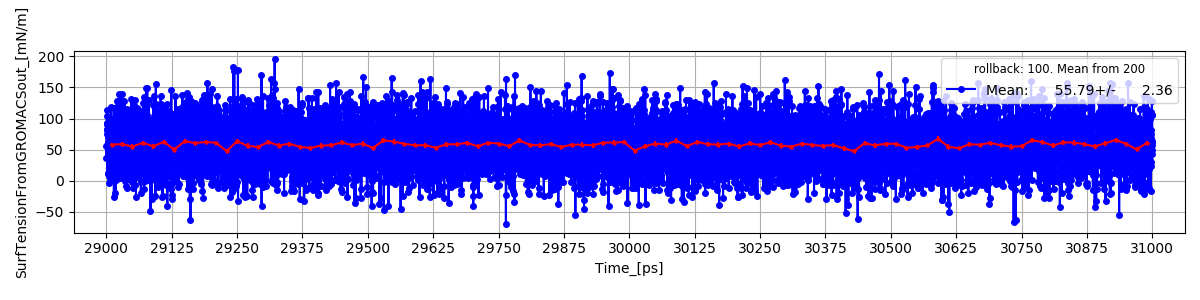 SurfTensionFromGROMACSout_[mN/m]
200
150
100
50
0
−50
rollback: 100. Mean from 200
Mean: 55.79+/- 2.36
29000 29125 29250 29375 29500 29625 29750 29875 30000 30125 30250 30375 30500 30625 30750 30875 31000
Time_[ps]